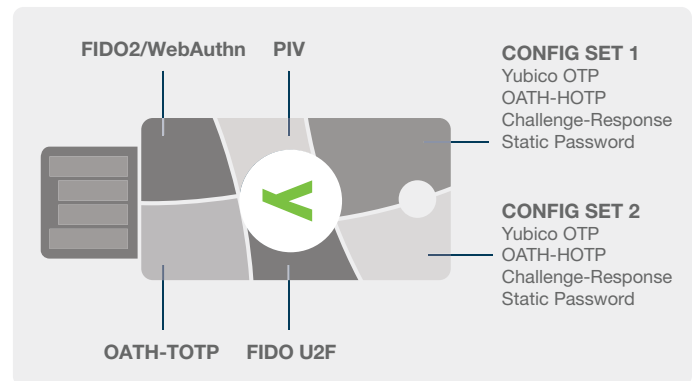 FIDO2/WebAuthn PIV
CONFIG SET 1
Yubico OTP
OATH-HOTP
Challenge-Response
Static Password
CONFIG SET 2
Yubico OTP
OATH-HOTP
Challenge-Response
Static Password
OATH-TOTP FIDO U2F